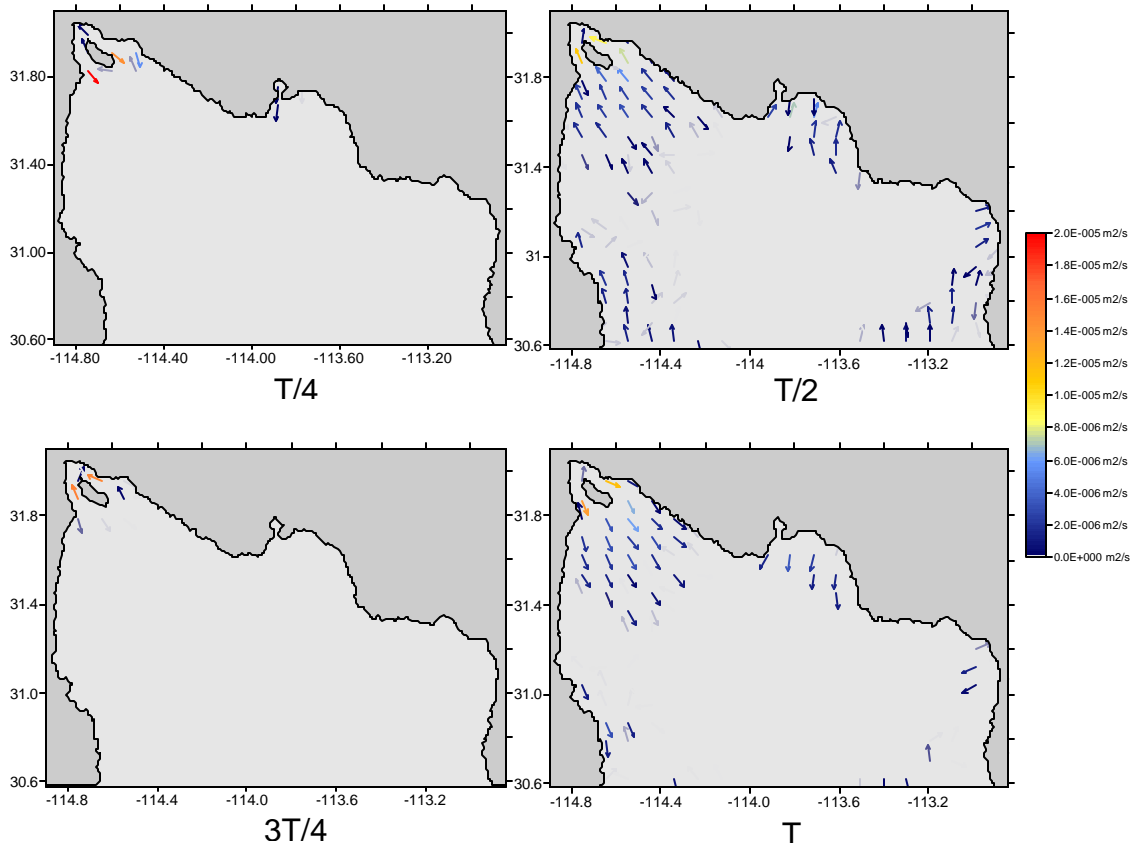 31.80
31.40
31.00
30.60
-114.80
-114.40
-114.00
-113.60
-113.20
T/4
31.8
31.4
31
30.6
-114.8
-114.4
-114
-113.6
-113.2
T/2
2.0E-005 m2/s
1.8E-005 m2/s
1.6E-005 m2/s
1.4E-005 m2/s
1.2E-005 m2/s
1.0E-005 m2/s
8.0E-006 m2/s
6.0E-006 m2/s
4.0E-006 m2/s
2.0E-006 m2/s
0.0E+000 m2/s
31.8
31.4
31.0
30.6
-114.8
-114.4
-114.0
-113.6
-113.2
3T/4
31.8
31.4
31.0
30.6
-114.8
-114.4
-114.0
-113.6
-113.2
T